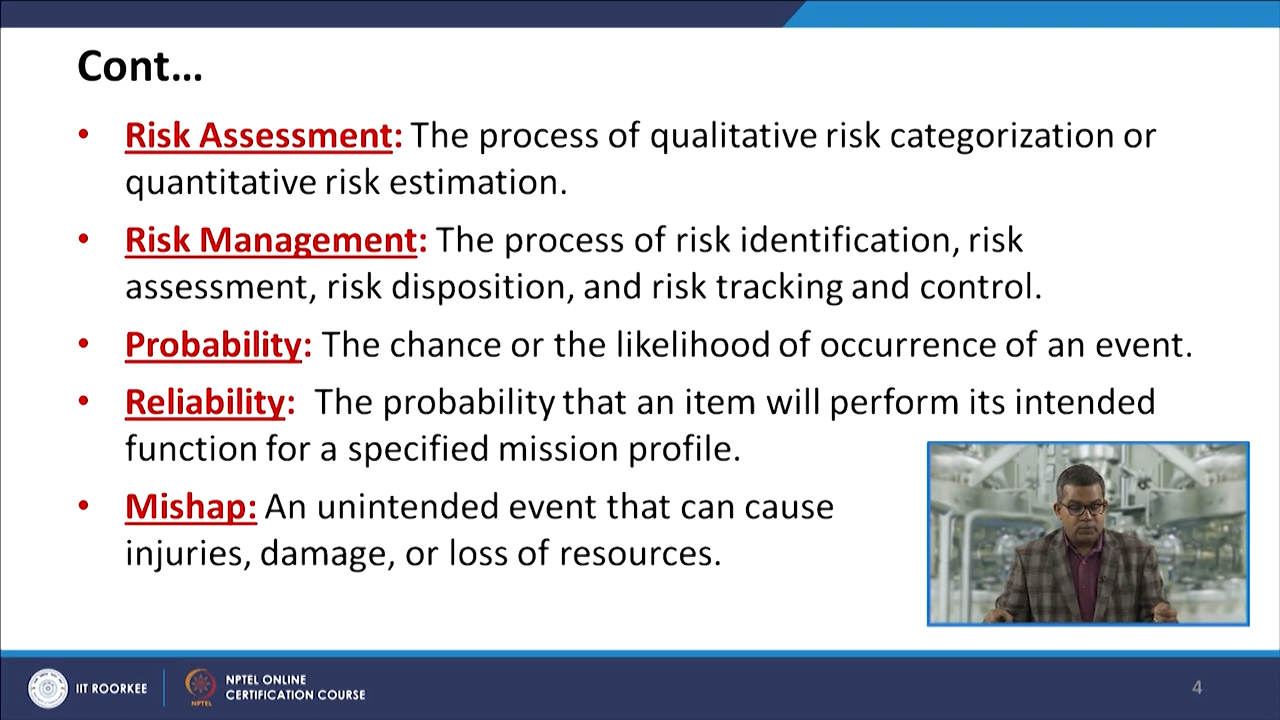 Cont...
• Risk Assessment: The process of qualitative risk categorization or
quantitative risk estimation.
• Risk Management: The process of risk identification, risk
assessment, risk disposition, and risk tracking and control.
• Probability: The chance or the likelihood of occurrence of an event.
• Reliability: The probability that an item will perform its intended
function for a specified mission profile.
• Mishap: An unintended event that can cause
injuries, damage, or loss of resources.
IIT ROORKEE
NPTEL
NPTEL ONLINE
CERTIFICATION COURSE
4